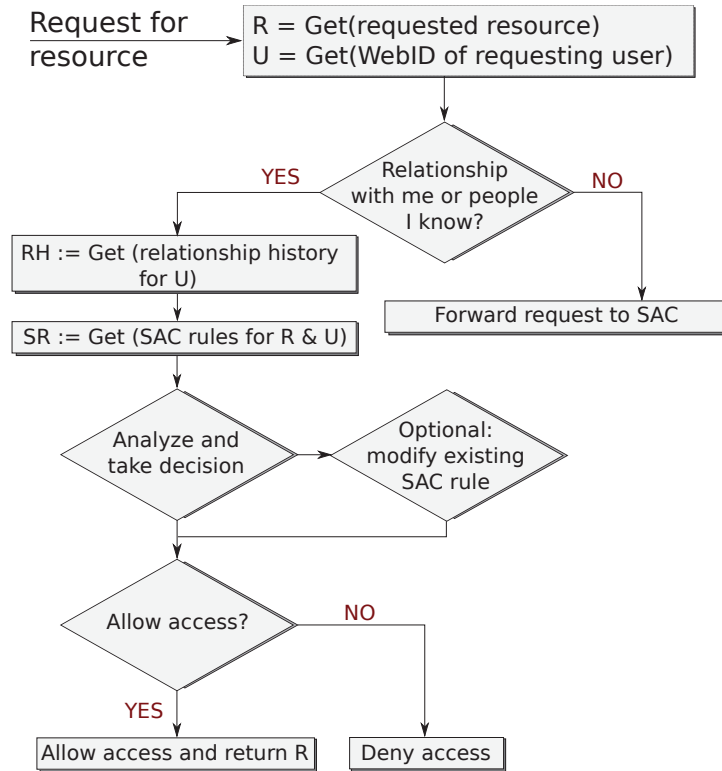 Request for
resource
R = Get(requested resource)
U = Get(WebID of requesting user)
Relationship
with me or people
I know?
YES
NO
RH := Get (relationship history
for U)
Forward request to SAC
SR := Get (SAC rules for R & U)
Analyze and
take decision
Optional:
modify existing
SAC rule
Allow access?
NO
YES
Allow access and return R
Deny access